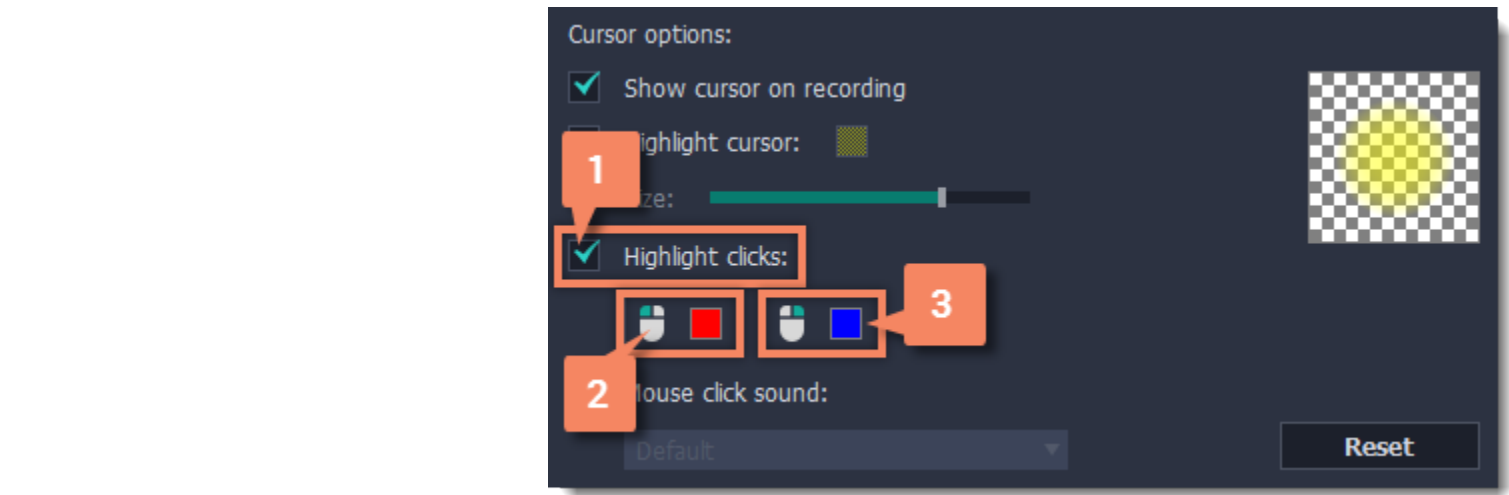 Cursor options:
Show cursor on recording
ighlight cursor:
1
ize:
Highlight clicks:
3
2
ouse click sound:
Default
Reset